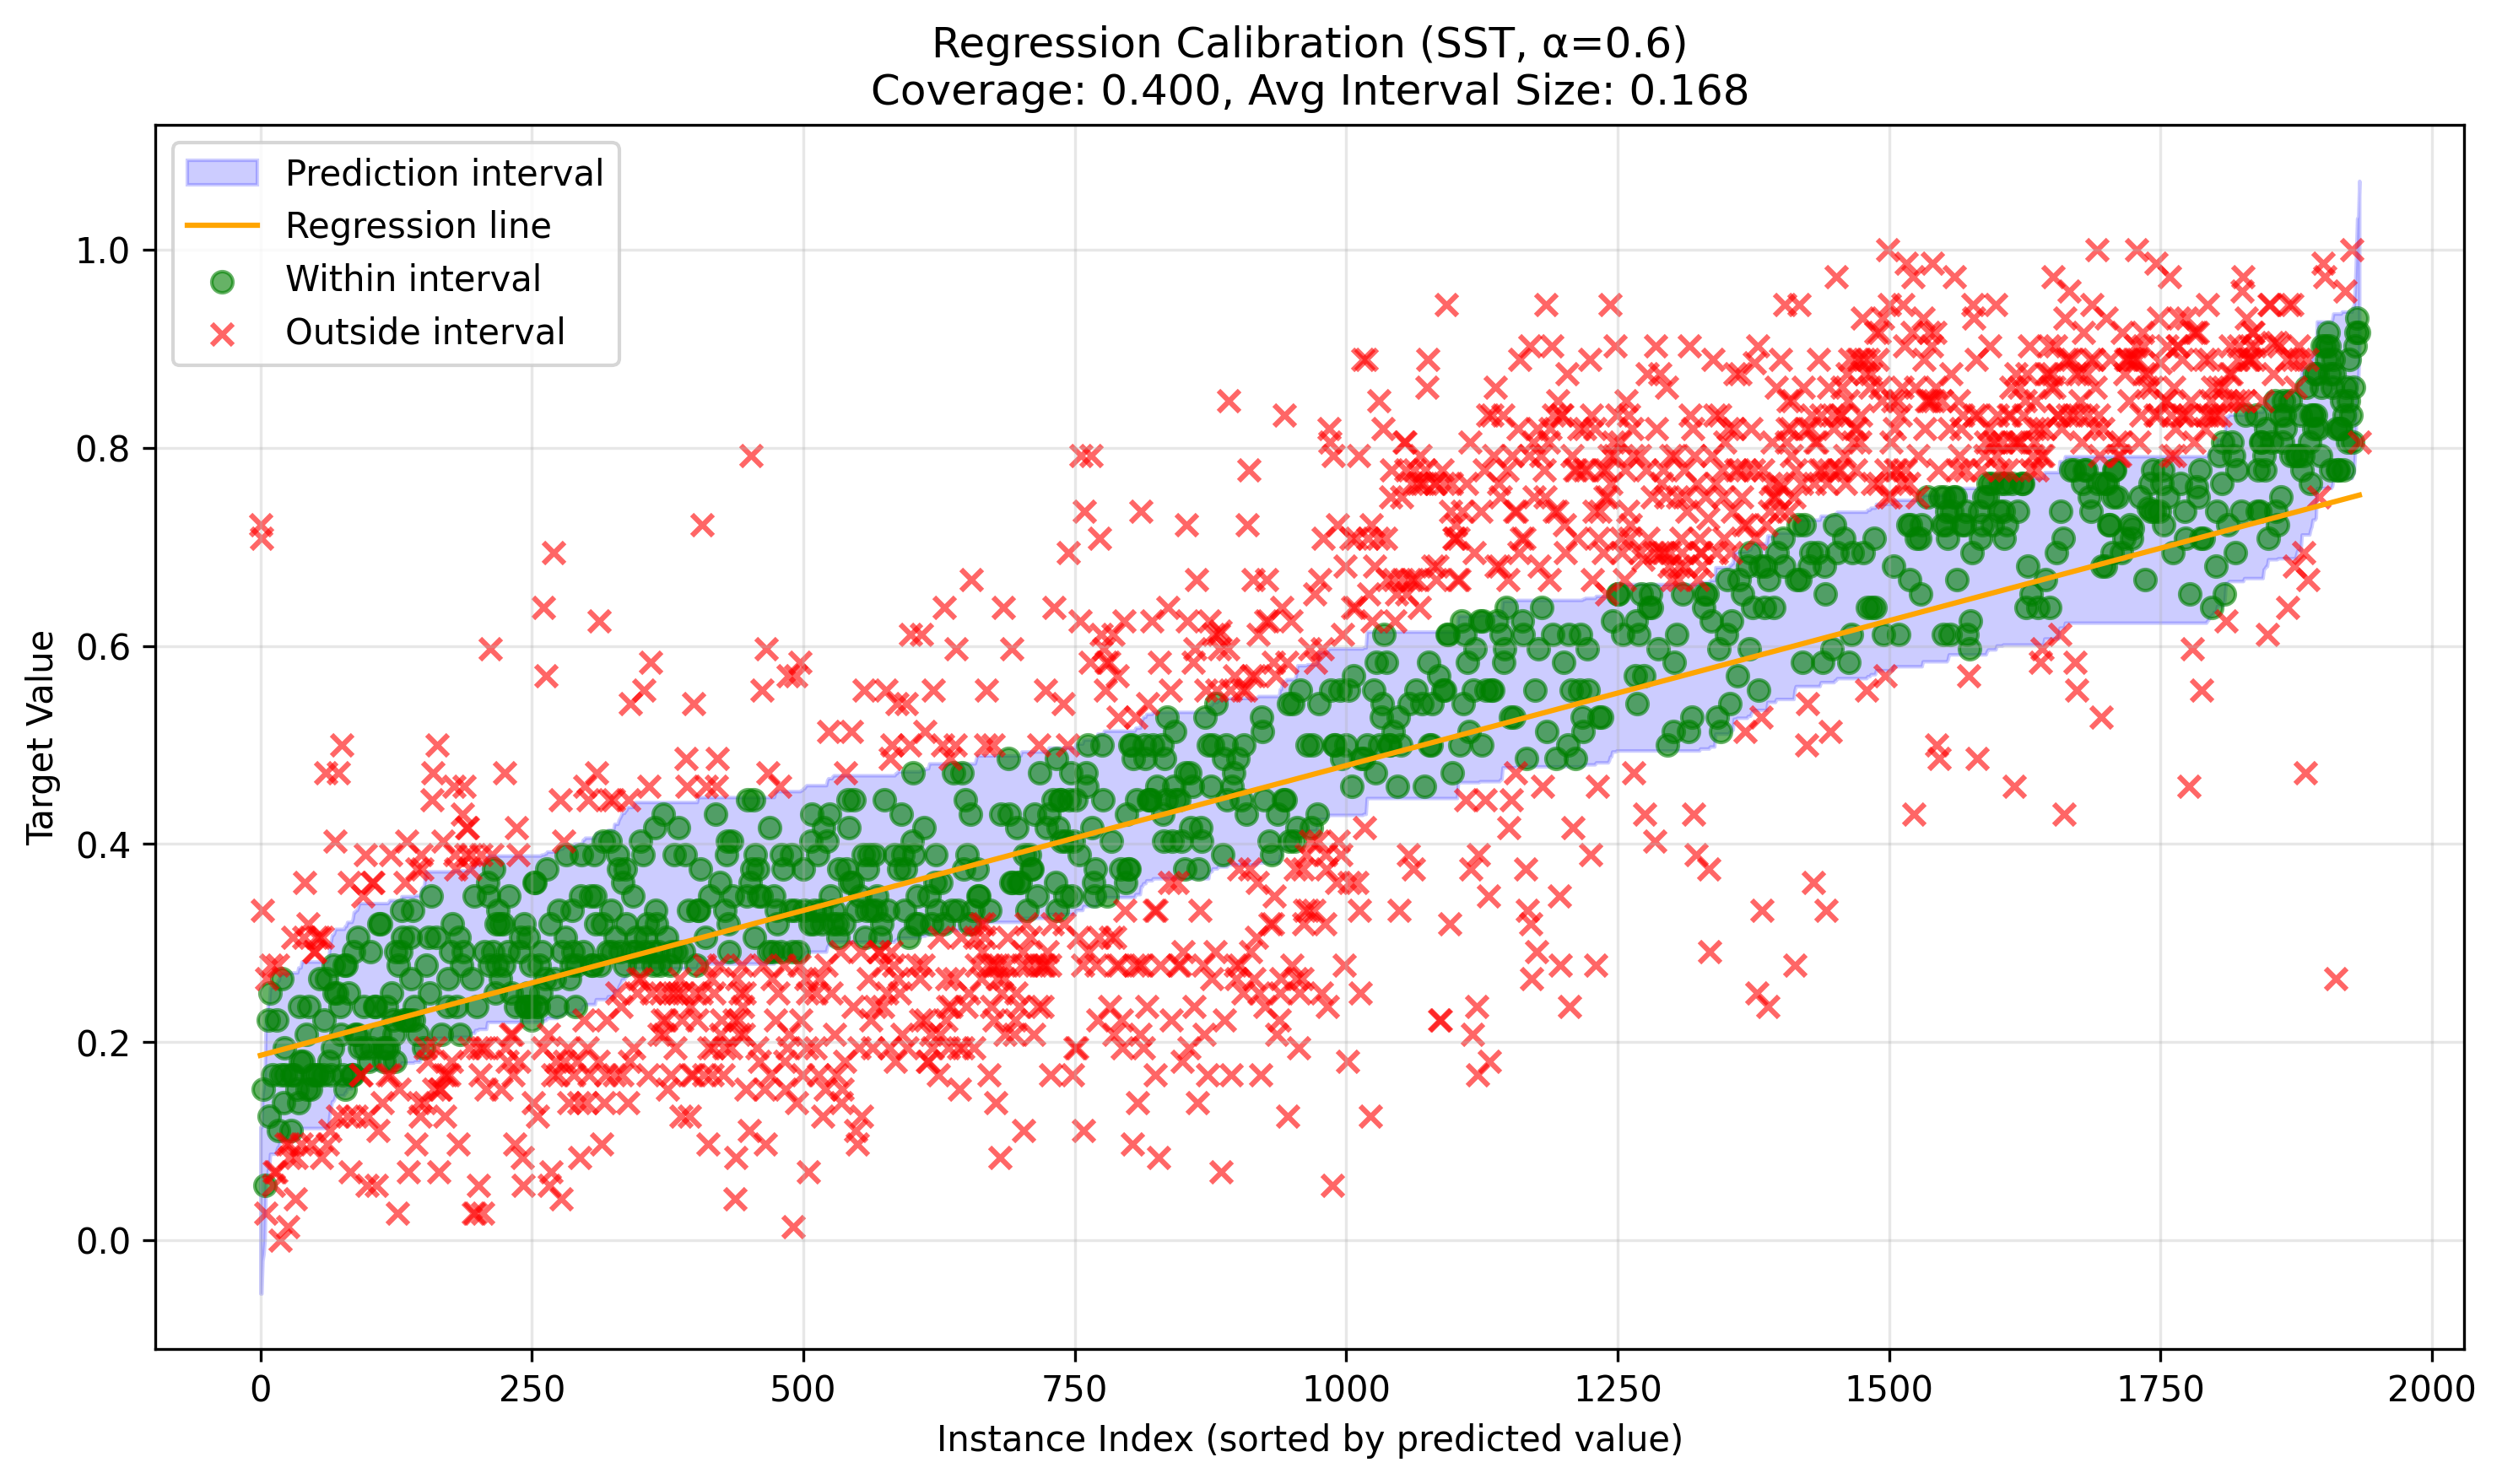 Regression Calibration (SST, α=0.6)
Coverage: 0.400, Avg Interval Size: 0.168
Prediction interval
Regression line
Within interval
Outside interval
Target Value
1.0
0.8
0.6
0.4
0.2
0.0
0
250
500
750
1000
1250
1500
1750
2000
Instance Index (sorted by predicted value)